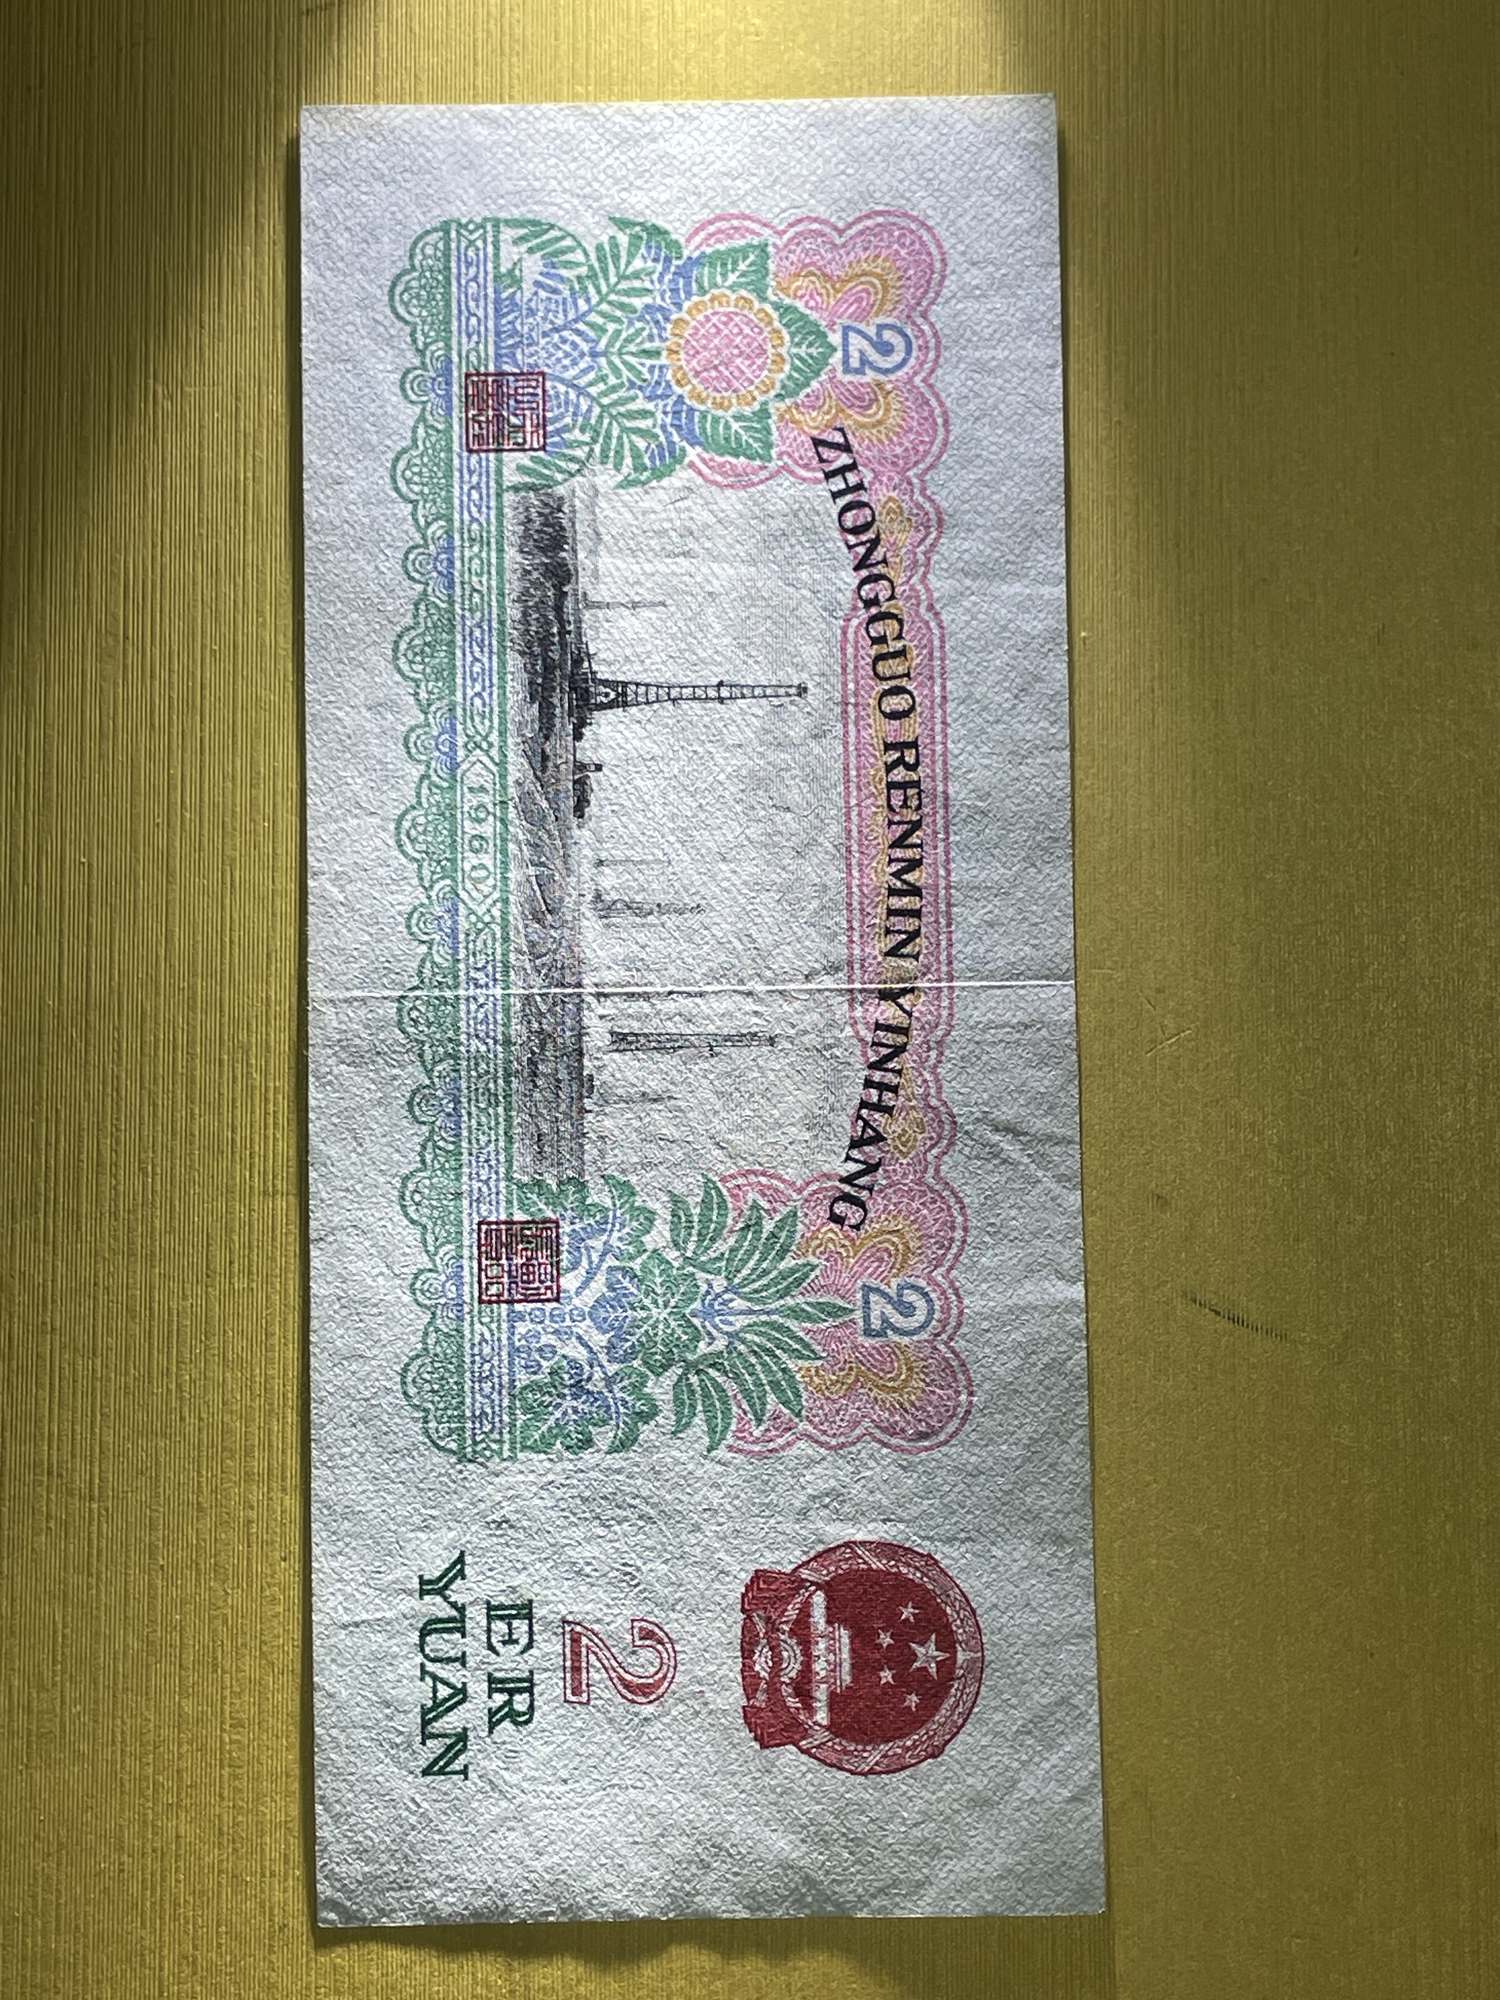 2
ZHONGGUO RENMIN YINHANG
2
1960
2
ER
YUAN